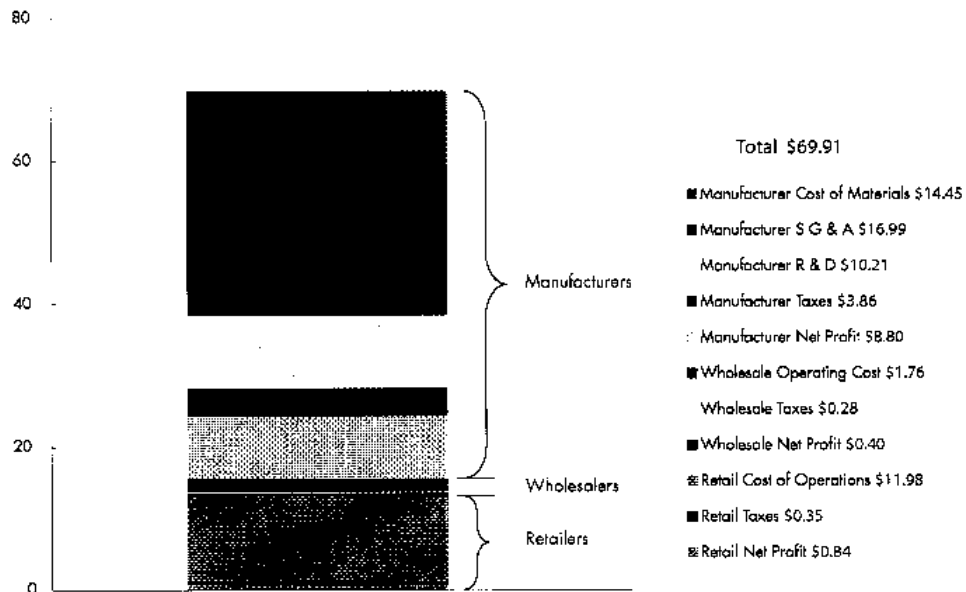 80
60
40
20
0
Manufacturers
Wholesalers
Retailers
Total $69.91
Manufacturer Cost of Materials $14.45
Manufacturer S G & A $16.99
Manufacturer R & D $10.21
Manufacturer Taxes $3.86
Manufacturer Net Profit $8.80
Wholesale Operating Cost $1.76
Wholesale Taxes $0.28
Wholesale Net Profit $0.40
Retail Cost of Operations $11.98
Retail Taxes $0.35
Retail Net Profit $0.84